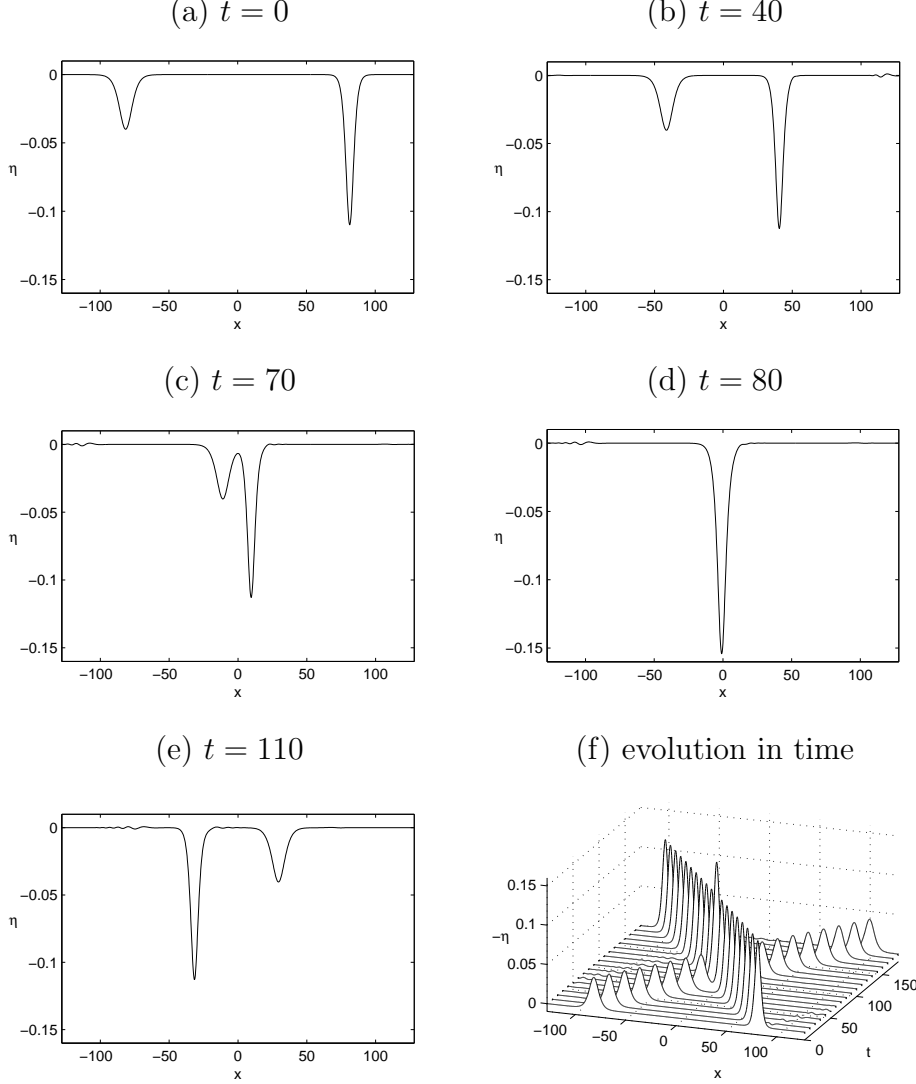 (a) t = 0
(b) t = 40
0
−0.05
−0.1
−0.15
η
−100 −50 0 50 100
x
0
−0.05
−0.1
−0.15
η
−100 −50 0 50 100
x
(c) t = 70
(d) t = 80
0
−0.05
−0.1
−0.15
η
−100 −50 0 50 100
x
0
−0.05
−0.1
−0.15
η
−100 −50 0 50 100
x
(e) t = 110
(f) evolution in time
0
−0.05
−0.1
−0.15
η
−100 −50 0 50 100
x
0.15
0.1
−η
0.05
0
−100 −50 0 50 100
x
0 50 100 150
t